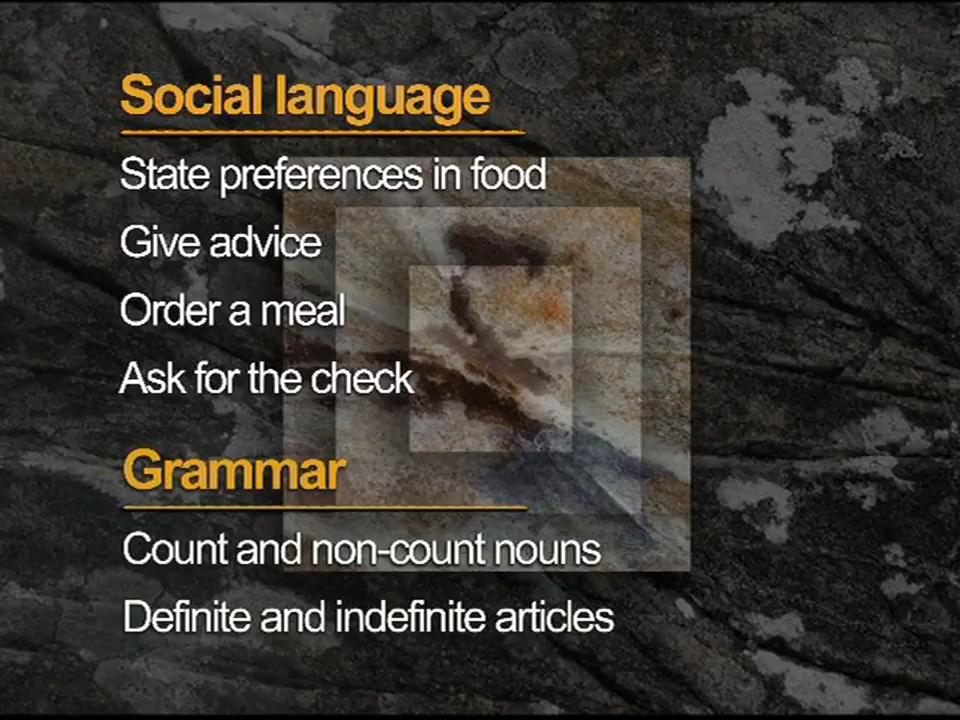 Social language
State preferences in food
Give advice
Order a meal
Ask for the check
Grammar
Count and non-count nouns
Definite and indefinite articles